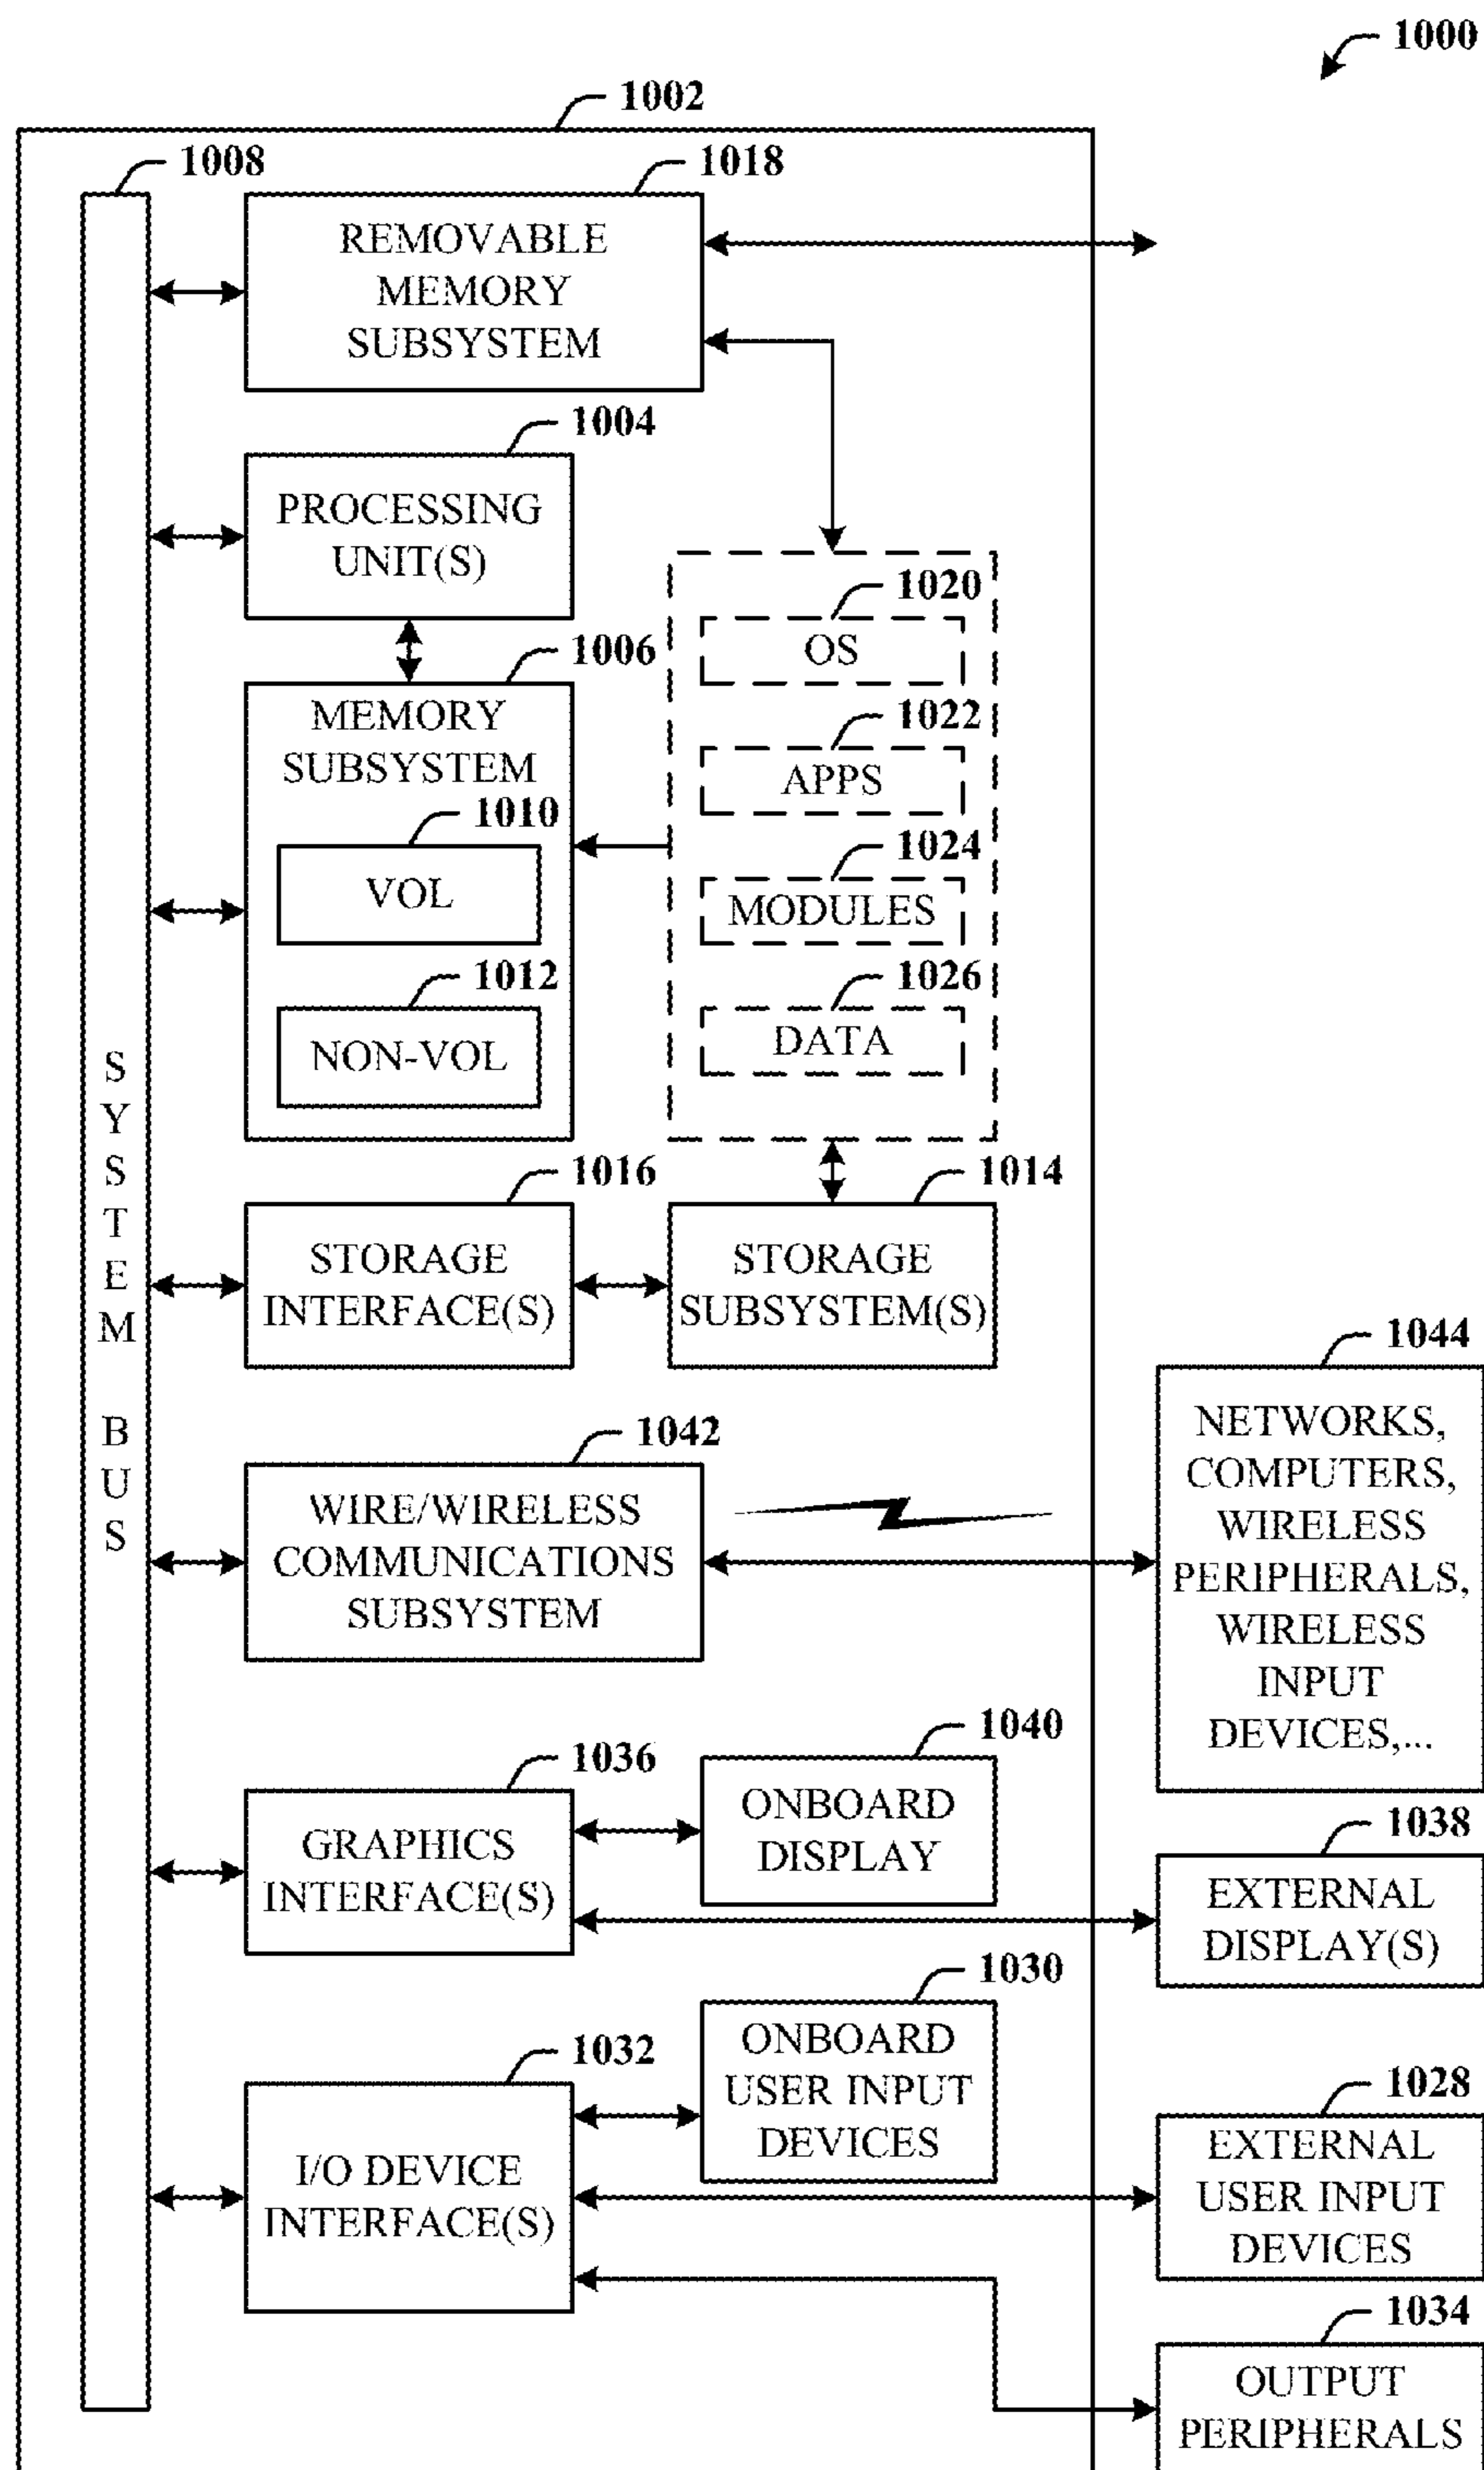 1000
1002
1008
1018
REMOVABLE
MEMORY
SUBSYSTEM
1004
PROCESSING
UNIT(S)
1020
OS
1006
MEMORY
SUBSYSTEM
1022
APPS
1010
VOL
1024
MODULES
1012
NON-VOL
1026
DATA
SYSTEM BUS
1016
STORAGE
INTERFACE(S)
1014
STORAGE
SUBSYSTEM(S)
1044
NETWORKS,
COMPUTERS,
WIRELESS
PERIPHERALS,
WIRELESS
INPUT
DEVICES,...
1042
WIRE/WIRELESS
COMMUNICATIONS
SUBSYSTEM
1036
GRAPHICS
INTERFACE(S)
1040
ONBOARD
DISPLAY
1038
EXTERNAL
DISPLAY(S)
1032
I/O DEVICE
INTERFACE(S)
1030
ONBOARD
USER INPUT
DEVICES
1028
EXTERNAL
USER INPUT
DEVICES
1034
OUTPUT
PERIPHERALS